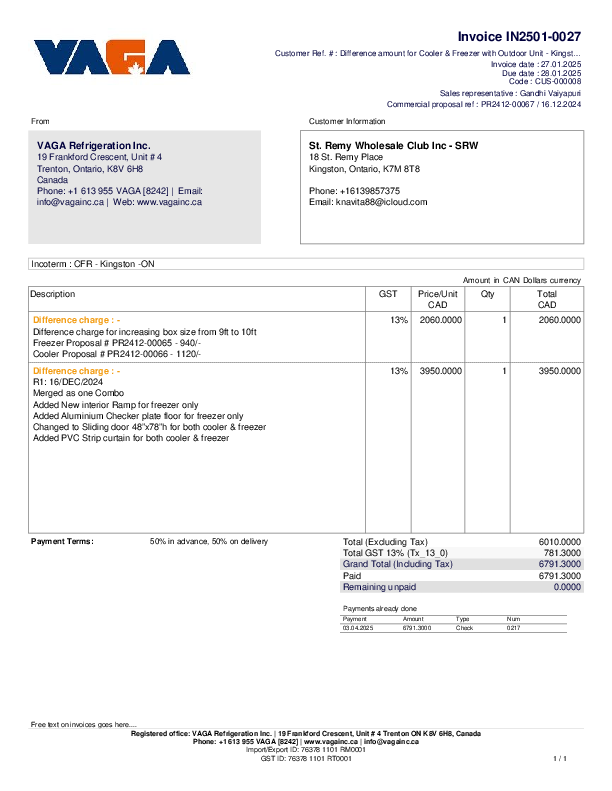 VAGA
Invoice IN2501-0027
Customer Ref. # : Difference amount for Cooler & Freezer with Outdoor Unit - Kingst...
Invoice date : 27.01.2025
Due date : 28.01.2025
Code : CUS-000008
Sales representative : Gandhi Vaiyapuri
Commercial proposal ref : PR2412-00067 / 16.12.2024
From
VAGA Refrigeration Inc.
19 Frankford Crescent, Unit # 4
Trenton, Ontario, K8V 6H8
Canada
Phone: +1 613 955 VAGA [8242] | Email:
info@vagainc.ca | Web: www.vagainc.ca
Customer Information
St. Remy Wholesale Club Inc - SRW
18 St. Remy Place
Kingston, Ontario, K7M 8T8
Phone: +16139857375
Email: knavita88@icloud.com
Incoterm : CFR - Kingston -ON
Amount in CAN Dollars currency
Description GST Price/Unit CAD Qty Total CAD
Difference charge : - 13% 2060.0000 1 2060.0000
Difference charge for increasing box size from 9ft to 10ft
Freezer Proposal # PR2412-00065 - 940/-
Cooler Proposal # PR2412-00066 - 1120/-
Difference charge : - 13% 3950.0000 1 3950.0000
R1: 16/DEC/2024
Merged as one Combo
Added New interior Ramp for freezer only
Added Aluminium Checker plate floor for freezer only
Changed to Sliding door 48"x78"h for both cooler & freezer
Added PVC Strip curtain for both cooler & freezer
Payment Terms: 50% in advance, 50% on delivery
Total (Excluding Tax) 6010.0000
Total GST 13% (Tx_13_0) 781.3000
Grand Total (Including Tax) 6791.3000
Paid 6791.3000
Remaining unpaid 0.0000
Payments already done
Payment Amount Type Num
03.04.2025 6791.3000 Check 0217
Free text on invoices goes here....
Registered office: VAGA Refrigeration Inc. | 19 Frankford Crescent, Unit # 4 Trenton ON K8V 6H8, Canada
Phone: +1 613 955 VAGA [8242] | www.vagainc.ca | info@vagainc.ca
Import/Export ID: 76378 1101 RM0001
GST ID: 76378 1101 RT0001
1 / 1